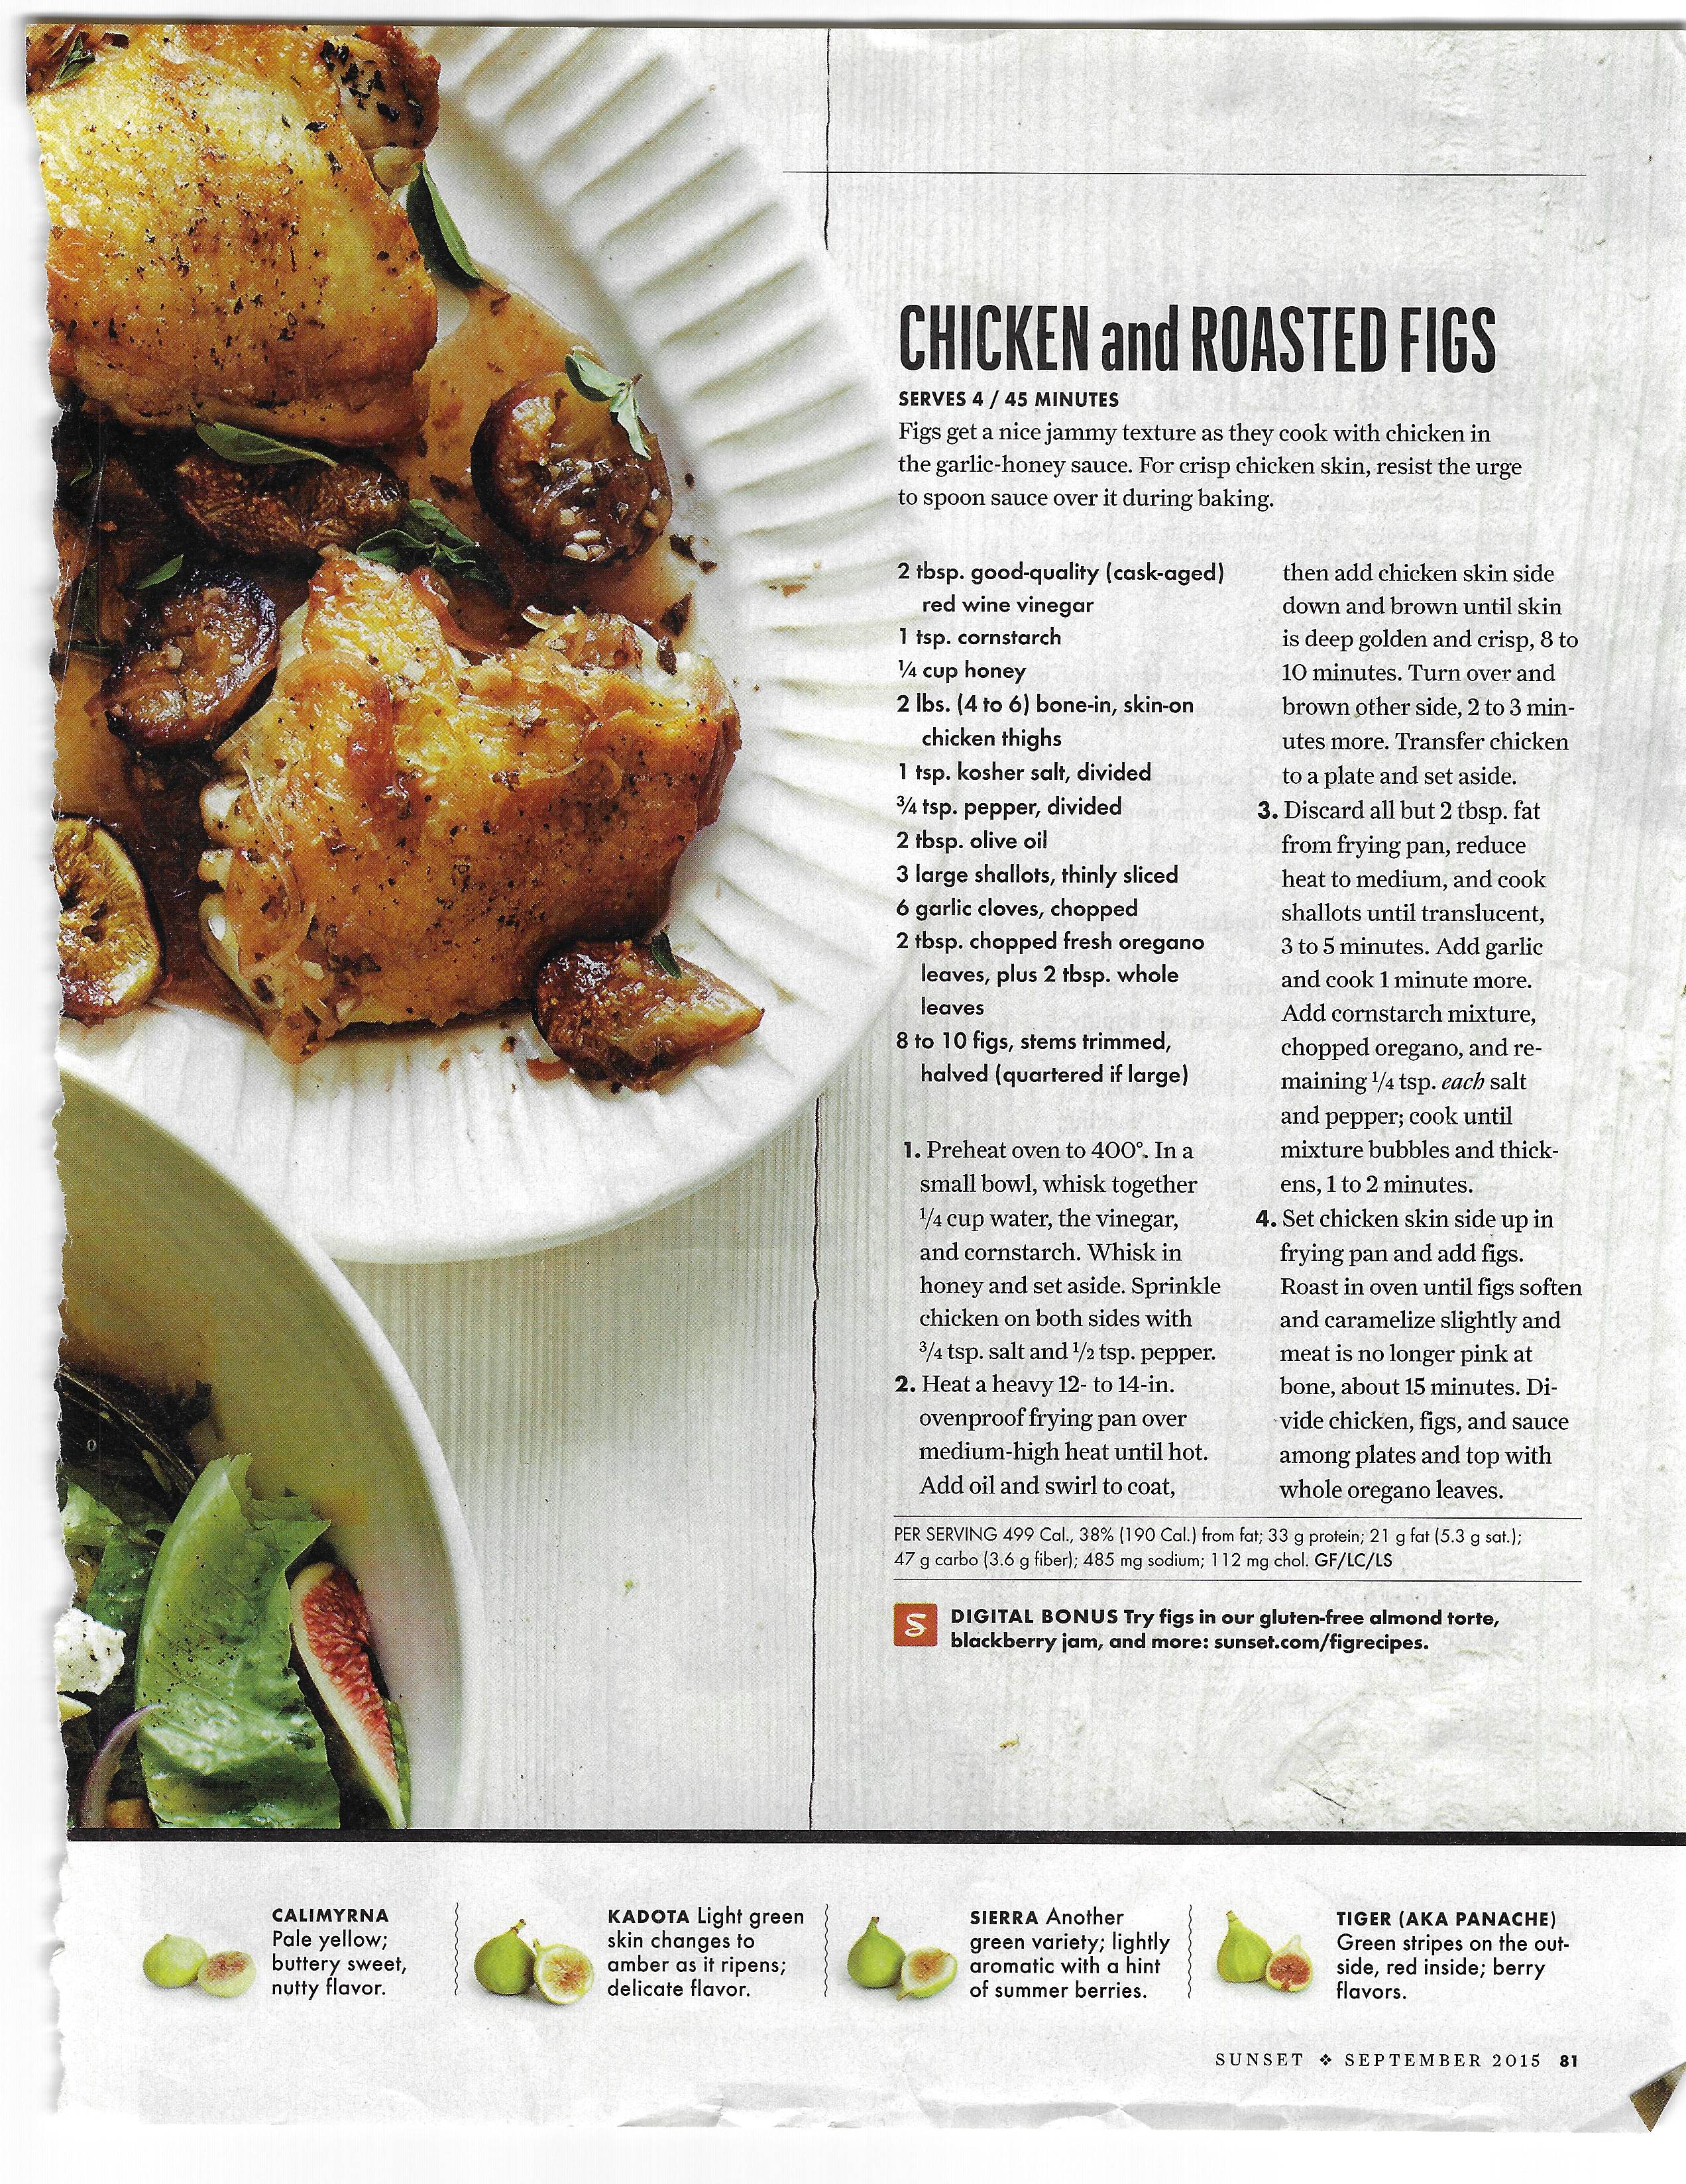 CHICKEN and ROASTED FIGS
SERVES 4 / 45 MINUTES
Figs get a nice jammy texture as they cook with chicken in
the garlic-honey sauce. For crisp chicken skin, resist the urge
to spoon sauce over it during baking.
2 tbsp. good-quality (cask-aged)
red wine vinegar
1 tsp. cornstarch
¼ cup honey
2 lbs. (4 to 6) bone-in, skin-on
chicken thighs
1 tsp. kosher salt, divided
¾ tsp. pepper, divided
2 tbsp. olive oil
3 large shallots, thinly sliced
6 garlic cloves, chopped
2 tbsp. chopped fresh oregano
leaves, plus 2 tbsp. whole
leaves
8 to 10 figs, stems trimmed,
halved (quartered if large)
1. Preheat oven to 400°. In a
small bowl, whisk together
1/4 cup water, the vinegar,
and cornstarch. Whisk in
honey and set aside. Sprinkle
chicken on both sides with
3/4 tsp. salt and 1/2 tsp. pepper.
2. Heat a heavy 12- to 14-in.
ovenproof frying pan over
medium-high heat until hot.
Add oil and swirl to coat,
then add chicken skin side
down and brown until skin
is deep golden and crisp, 8 to
10 minutes. Turn over and
brown other side, 2 to 3 min-
utes more. Transfer chicken
to a plate and set aside.
3. Discard all but 2 tbsp. fat
from frying pan, reduce
heat to medium, and cook
shallots until translucent,
3 to 5 minutes. Add garlic
and cook 1 minute more.
Add cornstarch mixture,
chopped oregano, and re-
maining 1/4 tsp. each salt
and pepper; cook until
mixture bubbles and thick-
ens, 1 to 2 minutes.
4. Set chicken skin side up in
frying pan and add figs.
Roast in oven until figs soften
and caramelize slightly and
meat is no longer pink at
bone, about 15 minutes. Di-
vide chicken, figs, and sauce
among plates and top with
whole oregano leaves.
PER SERVING 499 Cal., 38% (190 Cal.) from fat; 33 g protein; 21 g fat (5.3 g sat.);
47 g carbo (3.6 g fiber); 485 mg sodium; 112 mg chol. GF/LC/LS
S
DIGITAL BONUS Try figs in our gluten-free almond torte,
blackberry jam, and more: sunset.com/figrecipes.
CALIMYRNA
Pale yellow;
buttery sweet,
nutty flavor.
KADOTA Light green
skin changes to
amber as it ripens;
delicate flavor.
SIERRA Another
green variety; lightly
aromatic with a hint
of summer berries.
TIGER (AKA PANACHE)
Green stripes on the out-
side, red inside; berry
flavors.
SUNSET ❖ SEPTEMBER 2015 81